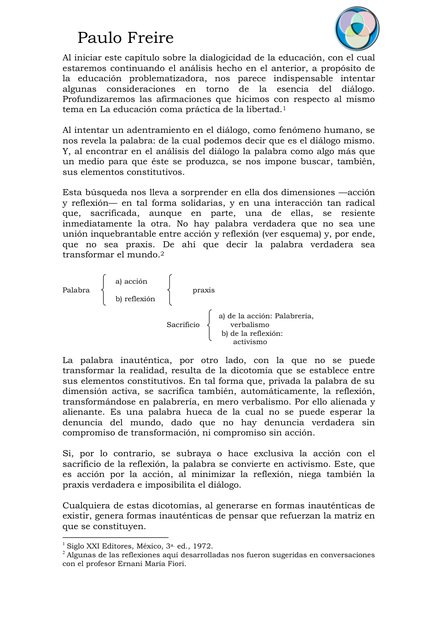 Paulo Freire
Al iniciar este capítulo sobre la dialogicidad de la educación, con el cual
estaremos continuando el análisis hecho en el anterior, a propósito de
la educación problematizadora, nos parece indispensable intentar
algunas consideraciones en torno de la esencia del diálogo.
Profundizaremos las afirmaciones que hicimos con respecto al mismo
tema en La educación coma práctica de la libertad.1
Al intentar un adentramiento en el diálogo, como fenómeno humano, se
nos revela la palabra: de la cual podemos decir que es el diálogo mismo.
Y, al encontrar en el análisis del diálogo la palabra como algo más que
un medio para que éste se produzca, se nos impone buscar, también,
sus elementos constitutivos.
Esta búsqueda nos lleva a sorprender en ella dos dimensiones —acción
y reflexión— en tal forma solidarias, y en una interacción tan radical
que, sacrificada, aunque en parte, una de ellas, se resiente
inmediatamente la otra. No hay palabra verdadera que no sea una
unión inquebrantable entre acción y reflexión (ver esquema) y, por ende,
que no sea praxis. De ahí que decir la palabra verdadera sea
transformar el mundo.2
a) acción
Palabra praxis
b) reflexión
a) de la acción: Palabrería,
Sacrificio verbalismo
b) de la reflexión:
activismo
La palabra inauténtica, por otro lado, con la que no se puede
transformar la realidad, resulta de la dicotomía que se establece entre
sus elementos constitutivos. En tal forma que, privada la palabra de su
dimensión activa, se sacrifica también, automáticamente, la reflexión,
transformándose en palabrería, en mero verbalismo. Por ello alienada y
alienante. Es una palabra hueca de la cual no se puede esperar la
denuncia del mundo, dado que no hay denuncia verdadera sin
compromiso de transformación, ni compromiso sin acción.
Si, por lo contrario, se subraya o hace exclusiva la acción con el
sacrificio de la reflexión, la palabra se convierte en activismo. Este, que
es acción por la acción, al minimizar la reflexión, niega también la
praxis verdadera e imposibilita el diálogo.
Cualquiera de estas dicotomías, al generarse en formas inauténticas de
existir, genera formas inauténticas de pensar que refuerzan la matriz en
que se constituyen.
1 Siglo XXI Editores, México, 3a. ed., 1972.
2 Algunas de las reflexiones aquí desarrolladas nos fueron sugeridas en conversaciones
con el profesor Ernani María Fiori.